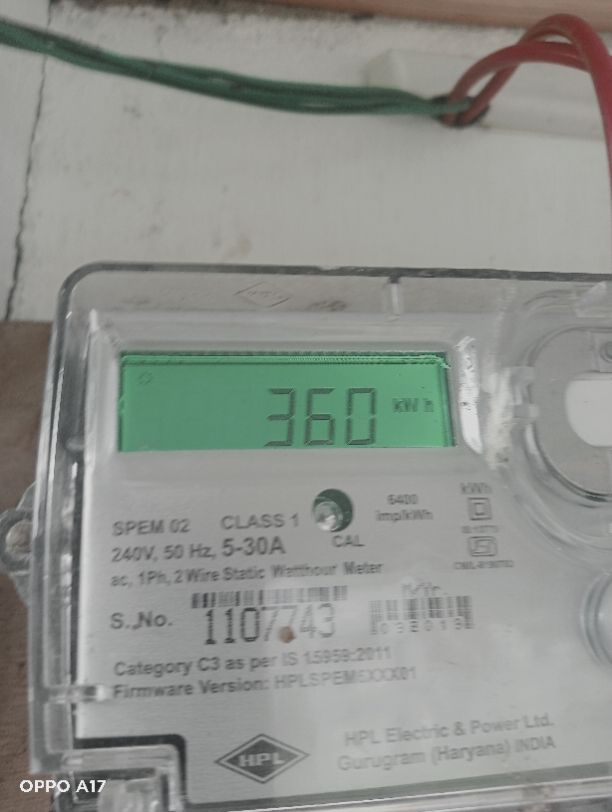 360 kWh
6400
imp/kWh
kWh
SPEM 02 CLASS 1
CAL
240V, 50 Hz, 5-30A
ac, 1Ph, 2 Wire Static Watthour Meter
S.,No. 1107743
Category C3 as per IS 15959:2011
Firmware Version:
HPL
HPL Electric & Power Ltd.
Gurugram (Haryana) INDIA
OPPO A17